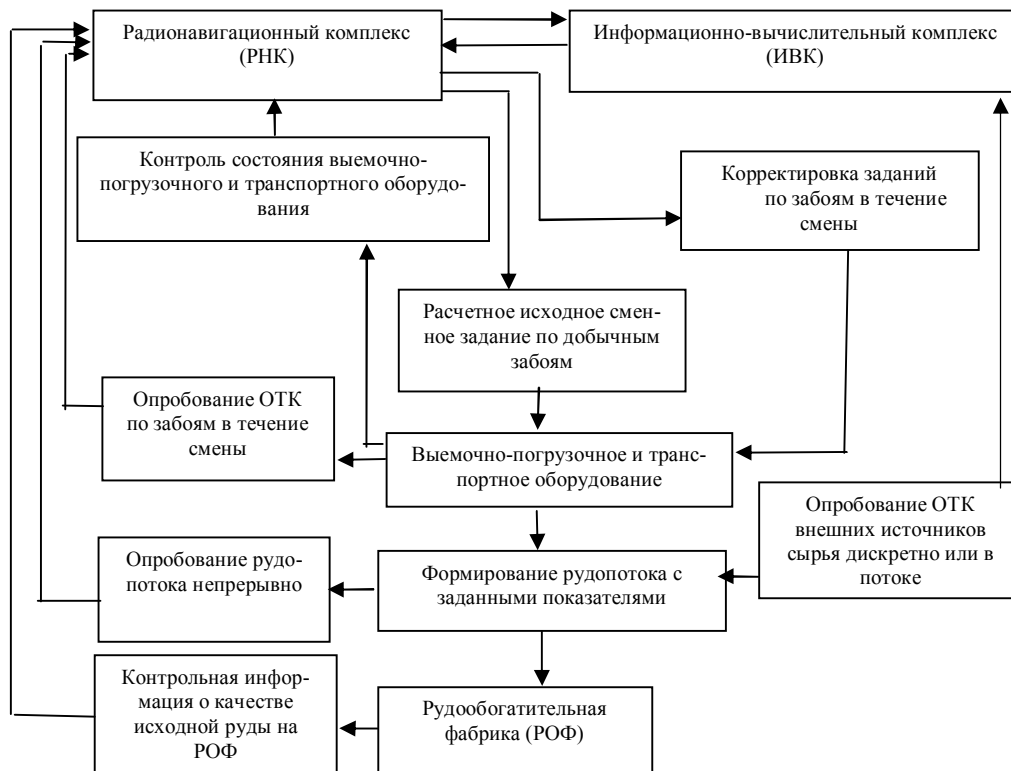 Радионавигационный комплекс
(РНК)
Информационно-вычислительный комплекс
(ИВК)
Контроль состояния выемочно-
погрузочного и транспортного оборудо-
вания
Корректировка заданий
по забоям в течение
смены
Расчетное исходное смен-
ное задание по добычным
забоям
Опробование ОТК
по забоям в течение
смены
Выемочно-погрузочное и транс-
портное оборудование
Опробование ОТК
внешних источников
сырья дискретно или в
потоке
Опробование рудо-
потока непрерывно
Формирование рудопотока с
заданными показателями
Контрольная инфор-
мация о качестве
исходной руды на
РОФ
Рудообогатительная
фабрика (РОФ)